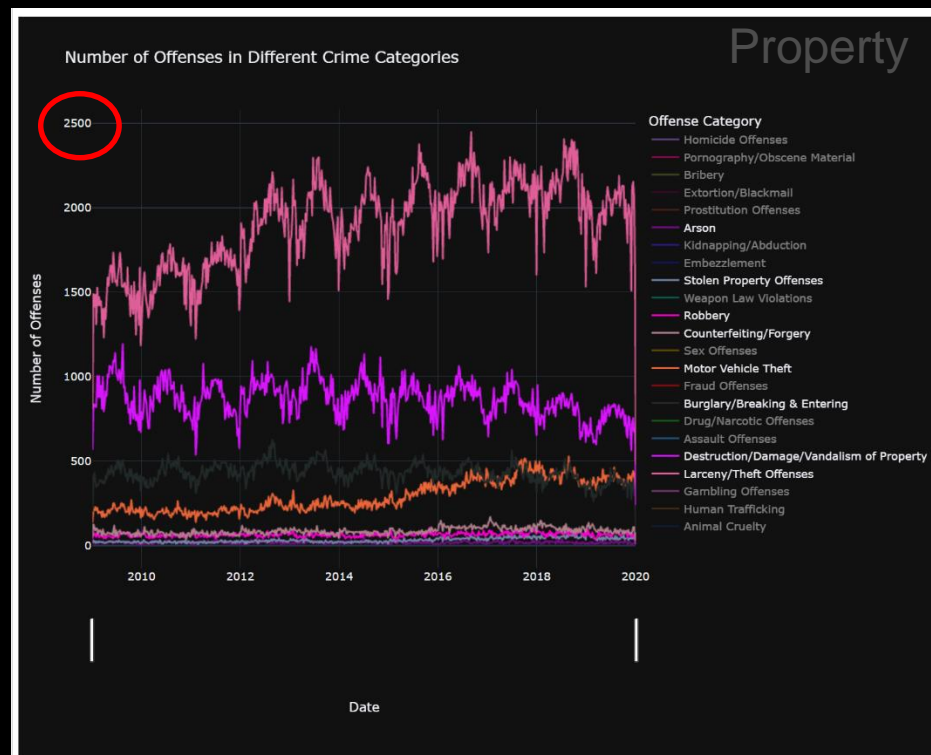 Property
Number of Offenses in Different Crime Categories
2500
2000
1500
1000
500
0
Number of Offenses
2010 2012 2014 2016 2018 2020
Date
Offense Category
Homicide Offenses
Pornography/Obscene Material
Bribery
Extortion/Blackmail
Prostitution Offenses
Arson
Kidnapping/Abduction
Embezzlement
Stolen Property Offenses
Weapon Law Violations
Robbery
Counterfeiting/Forgery
Sex Offenses
Motor Vehicle Theft
Fraud Offenses
Burglary/Breaking & Entering
Drug/Narcotic Offenses
Assault Offenses
Destruction/Damage/Vandalism of Property
Larceny/Theft Offenses
Gambling Offenses
Human Trafficking
Animal Cruelty